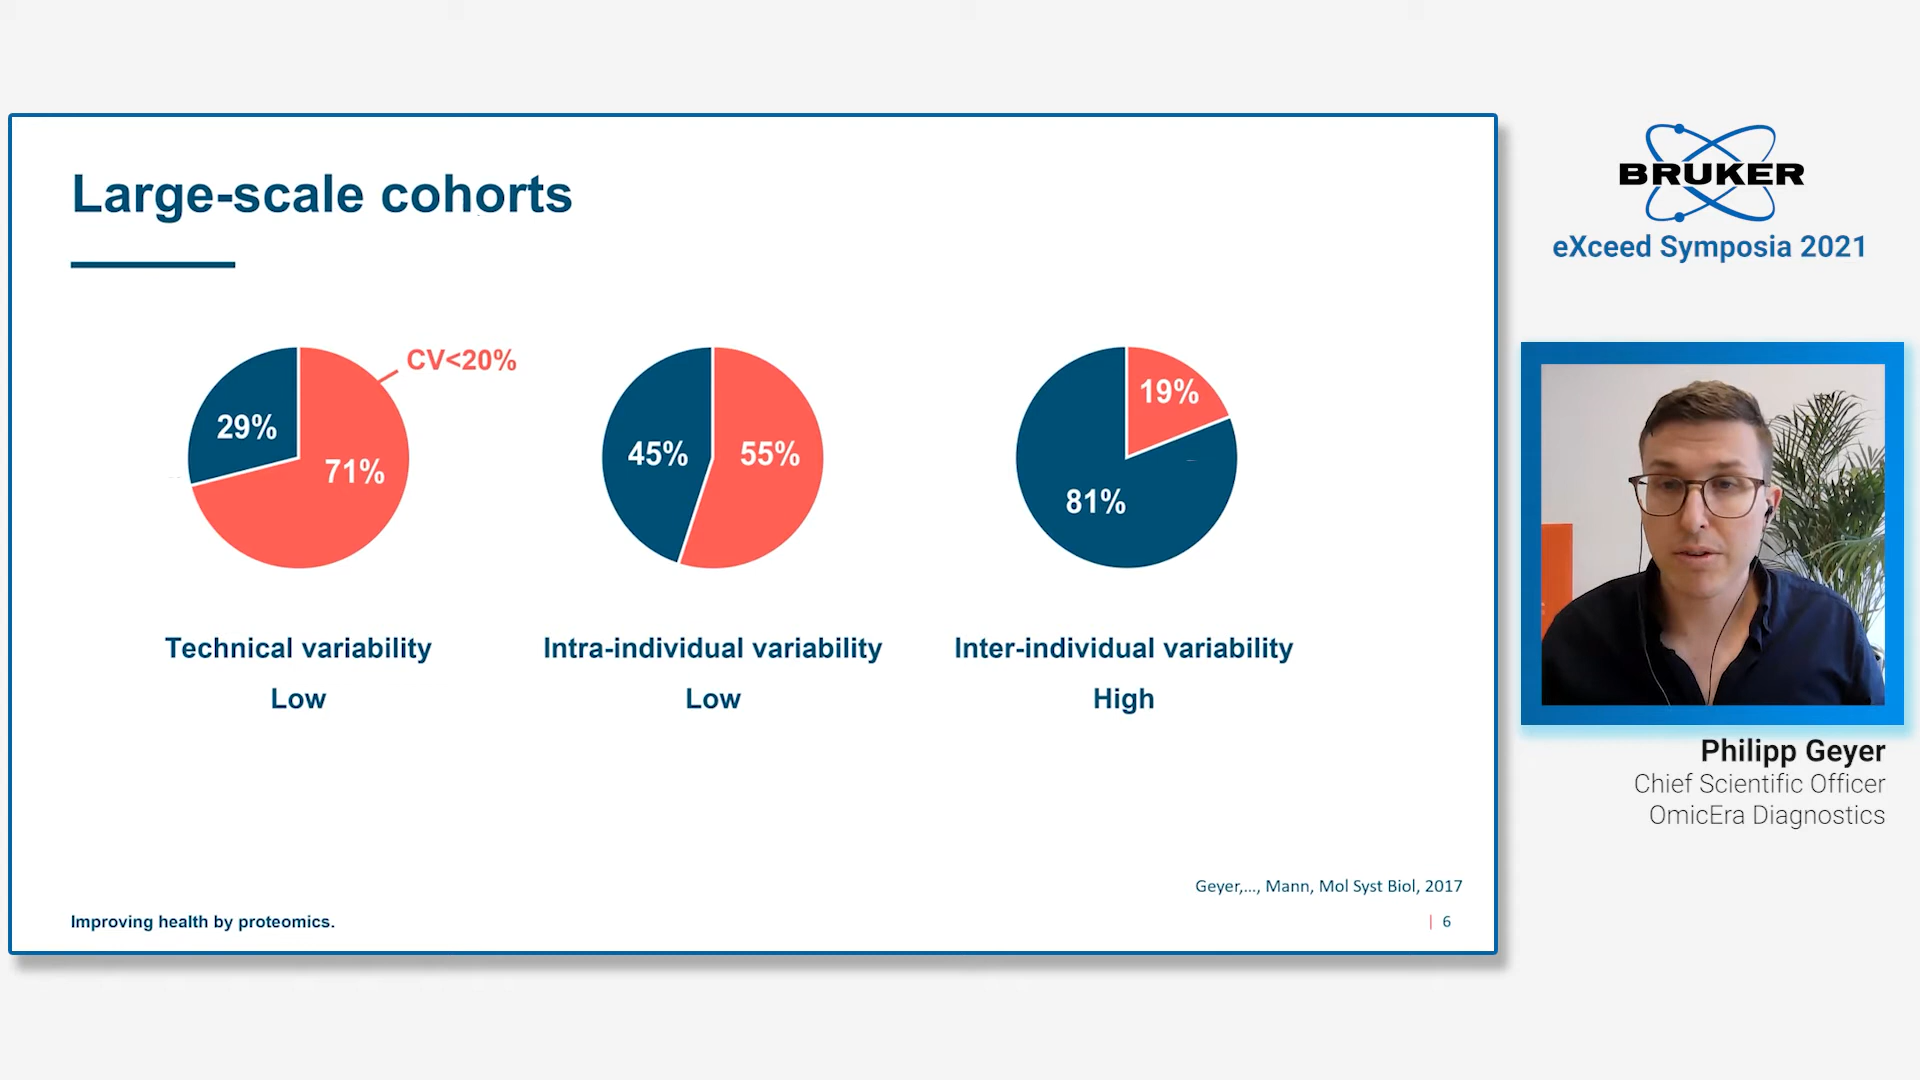 Large-scale cohorts
CV<20%
29%
71%
45%
55%
19%
81%
Technical variability
Low
Intra-individual variability
Low
Inter-individual variability
High
Geyer,..., Mann, Mol Syst Biol, 2017
Improving health by proteomics.
| 6
BRUKER
eXceed Symposia 2021
Philipp Geyer
Chief Scientific Officer
OmicEra Diagnostics